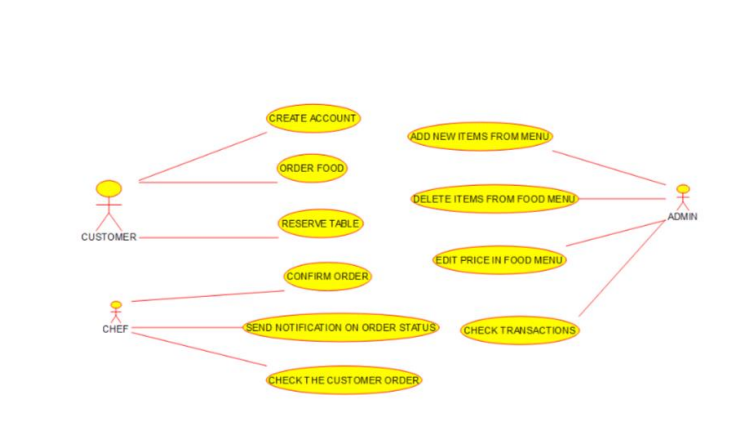 CREATE ACCOUNT
ADD NEW ITEMS FROM MENU
ORDER FOOD
DELETE ITEMS FROM FOOD MENU
ADMIN
RESERVE TABLE
CUSTOMER
EDIT PRICE IN FOOD MENU
CONFIRM ORDER
CHEF
SEND NOTIFICATION ON ORDER STATUS
CHECK TRANSACTIONS
CHECK THE CUSTOMER ORDER